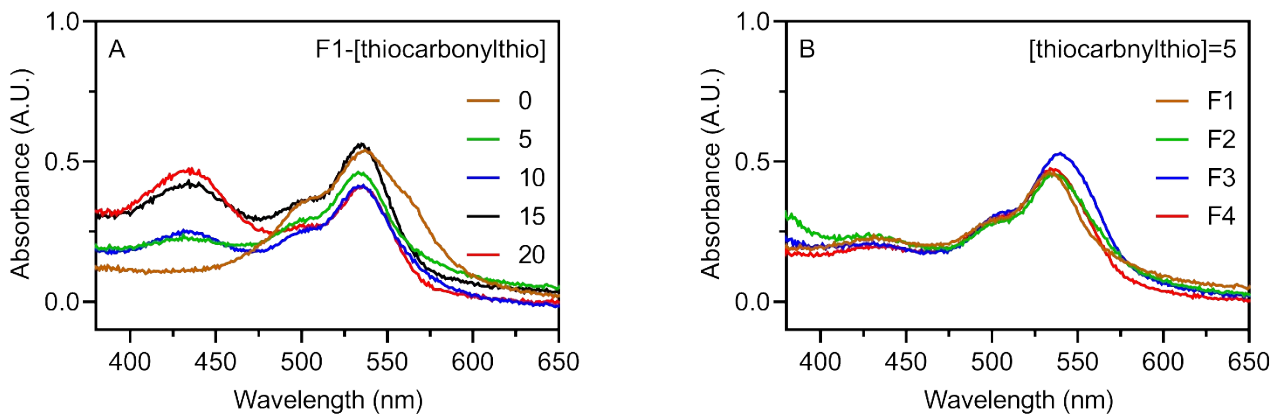 A
F1-[thiocarbonylthio]
0
5
10
15
20
1.0
0.5
0.0
Absorbance (A.U.)
400 450 500 550 600 650
Wavelength (nm)
B
[thiocarbnylthio]=5
F1
F2
F3
F4
1.0
0.5
0.0
Absorbance (A.U.)
400 450 500 550 600 650
Wavelength (nm)